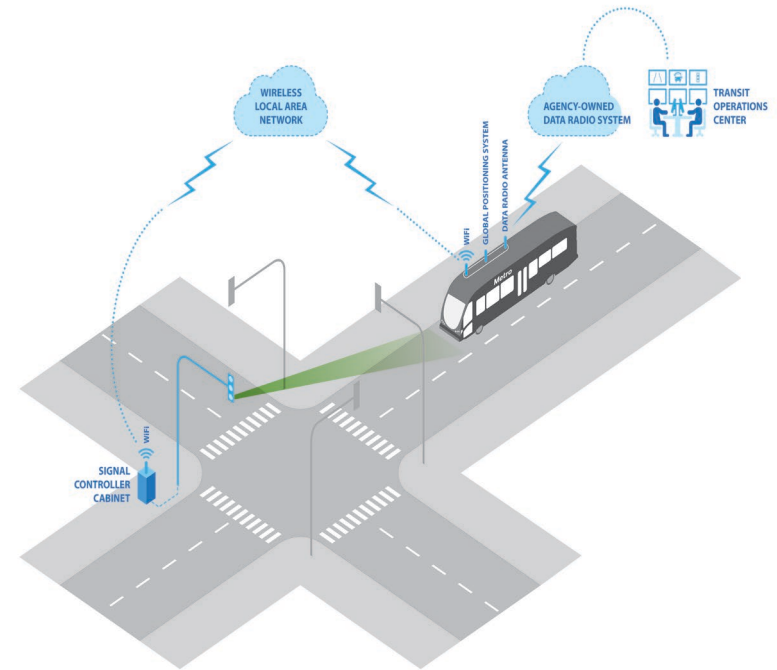 WIRELESS
LOCAL AREA
NETWORK
AGENCY-OWNED
DATA RADIO SYSTEM
TRANSIT
OPERATIONS
CENTER
WIFI
GLOBAL POSITIONING SYSTEM
DATA RADIO ANTENNA
Metro
WIFI
SIGNAL
CONTROLLER
CABINET